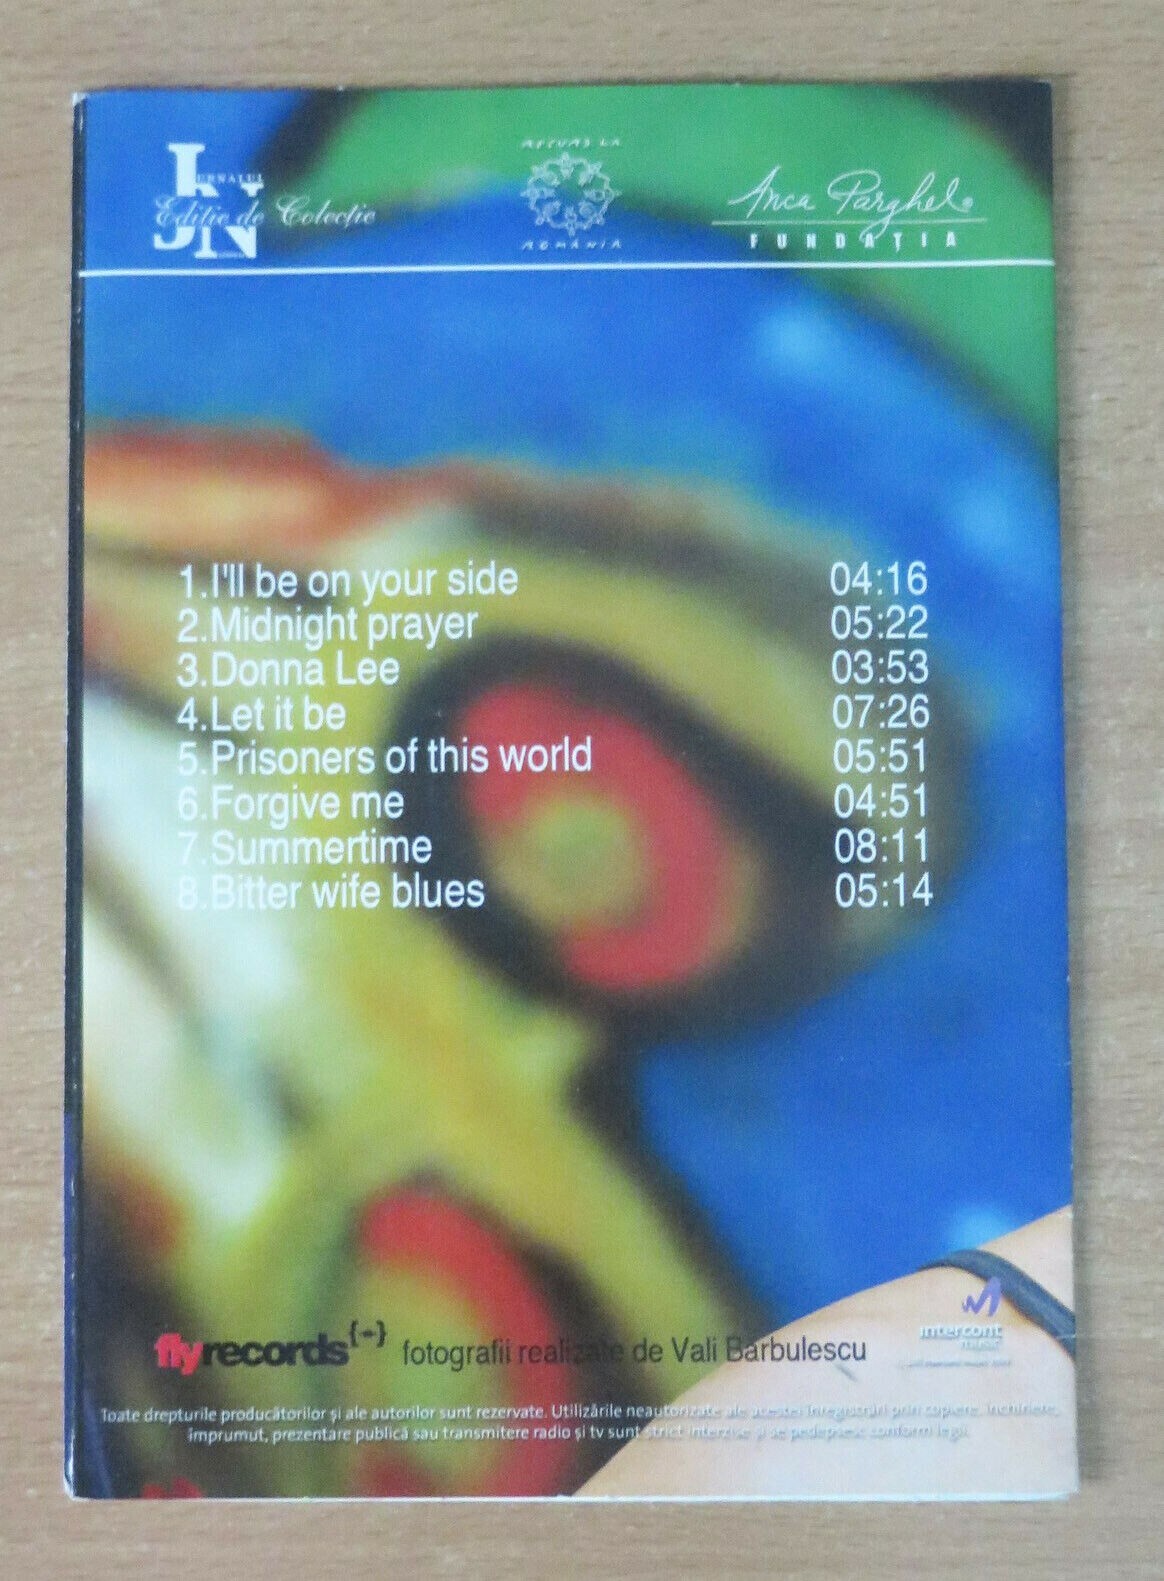 JURNALUL
Ediție de Colecție
ROMÂNIA
Anca Parghel®
FUNDAȚIA
1.I'll be on your side 04:16
2.Midnight prayer 05:22
3.Donna Lee 03:53
4.Let it be 07:26
5.Prisoners of this world 05:51
6.Forgive me 04:51
7.Summertime 08:11
8.Bitter wife blues 05:14
flyrecords{-} fotografii realizate de Vali Barbulescu
intercont
music
Toate drepturile producătorilor și ale autorilor sunt rezervate. Utilizările neautorizate ale acestei înregistrări prin copiere, închiriere,
împrumut, prezentare publică sau transmitere radio și tv sunt strict interzise și se pedepsesc conform legii.